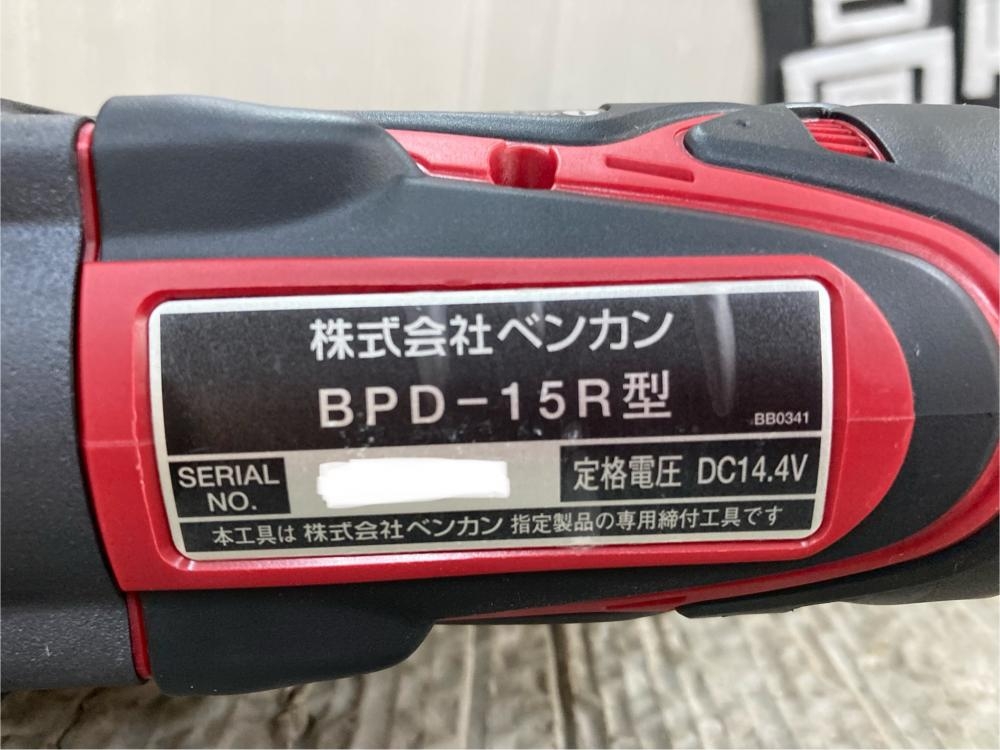 株式会社ベンカン
BPD-15R型
BB0341
SERIAL NO.
定格電圧 DC14.4V
本工具は 株式会社ベンカン 指定製品の専用締付工具です